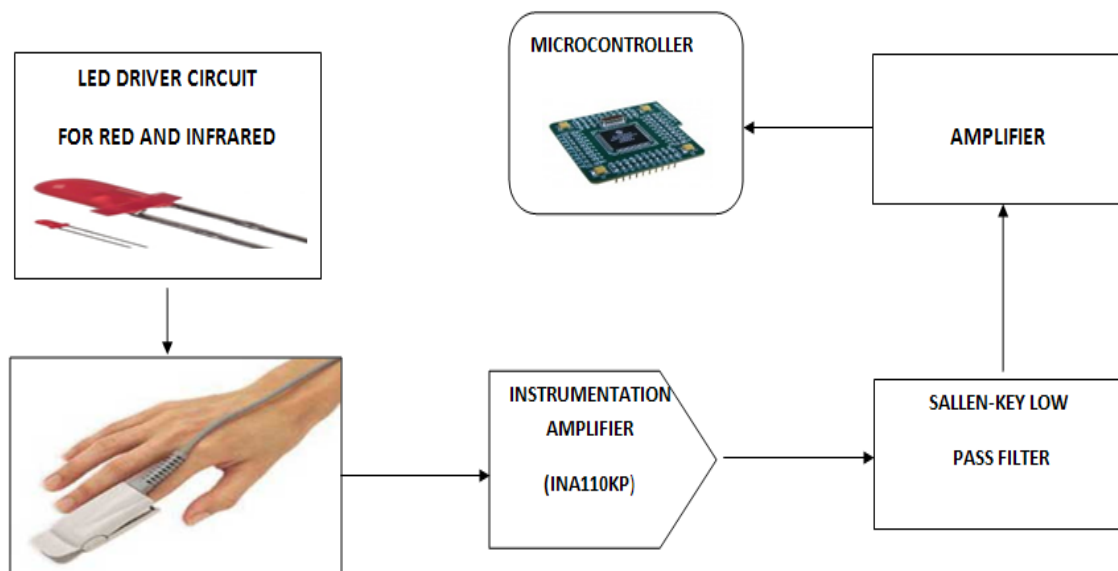 LED DRIVER CIRCUIT
FOR RED AND INFRARED
MICROCONTROLLER
AMPLIFIER
INSTRUMENTATION
AMPLIFIER
(INA110KP)
SALLEN-KEY LOW
PASS FILTER